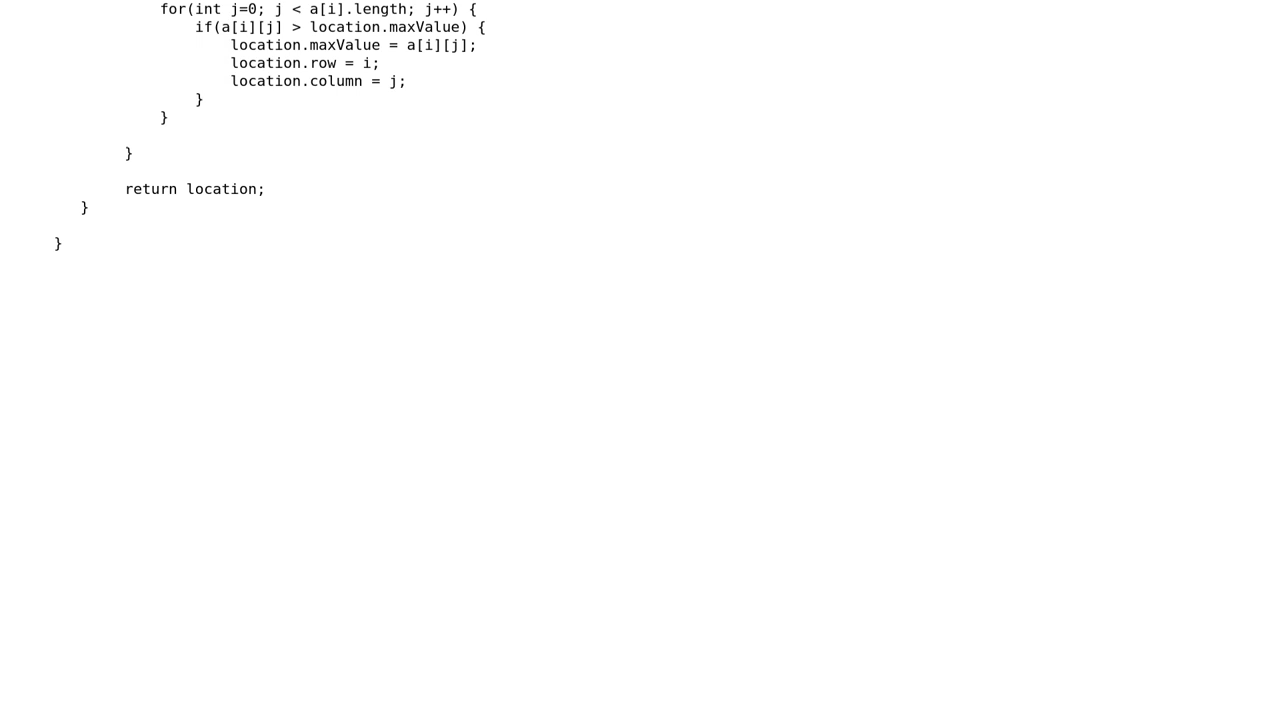 for(int j=0; j < a[i].length; j++) {
if(a[i][j] > location.maxValue) {
location.maxValue = a[i][j];
location.row = i;
location.column = j;
}
}
}
return location;
}
}